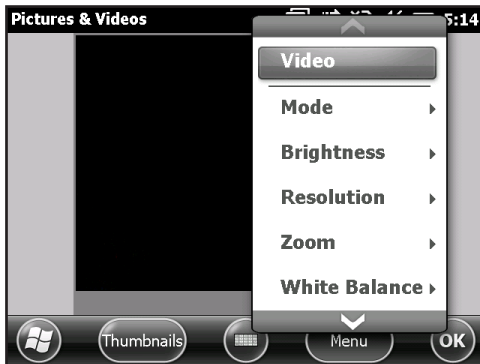 Pictures & Videos
5:14
Video
Mode
Brightness
Resolution
Zoom
White Balance
Thumbnails
Menu
OK